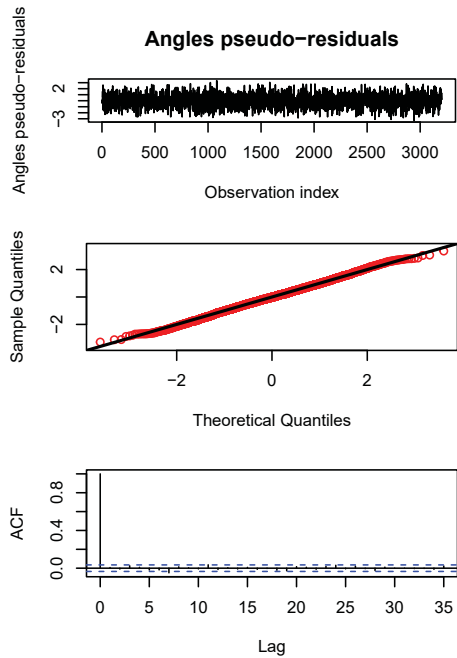 Angles pseudo−residuals
Angles pseudo−residuals
2
−3
0 500 1000 1500 2000 2500 3000
Observation index
Sample Quantiles
2
−2
−2 0 2
Theoretical Quantiles
ACF
0.8
0.4
0.0
0 5 10 15 20 25 30 35
Lag